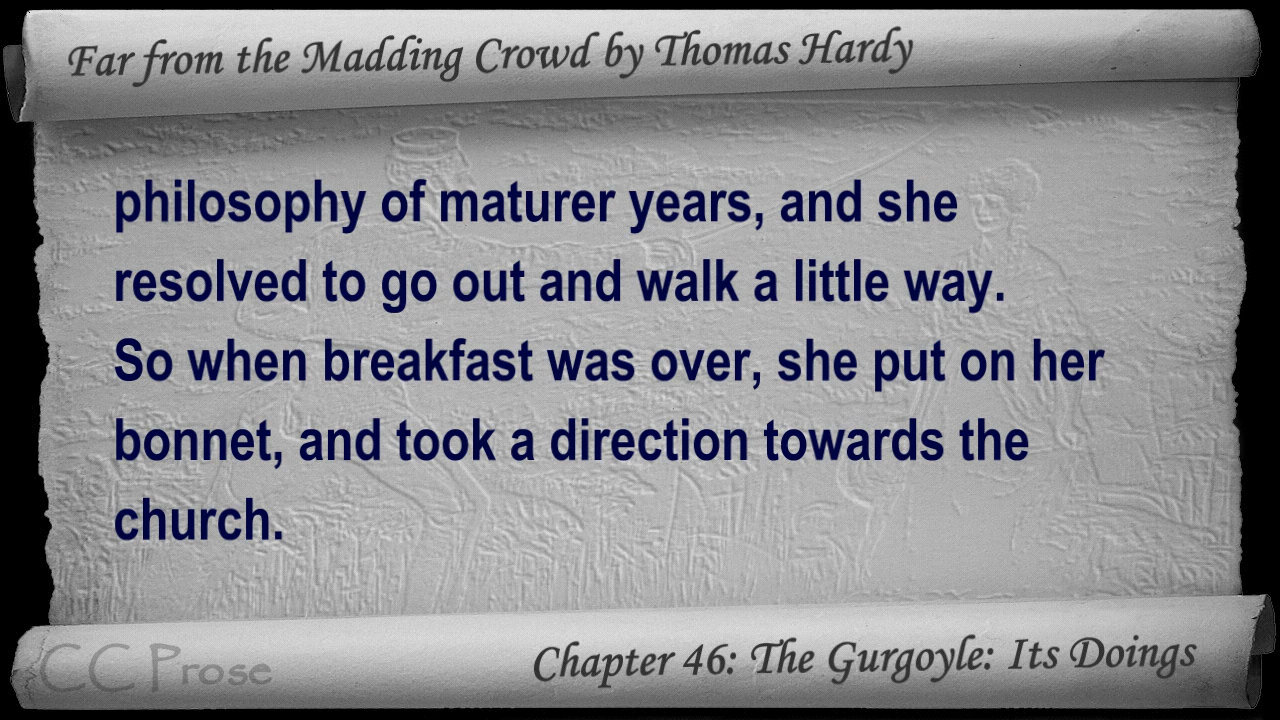 Far from the Madding Crowd by Thomas Hardy
philosophy of maturer years, and she
resolved to go out and walk a little way.
So when breakfast was over, she put on her
bonnet, and took a direction towards the
church.
CC Prose
Chapter 46: The Gurgoyle: Its Doings